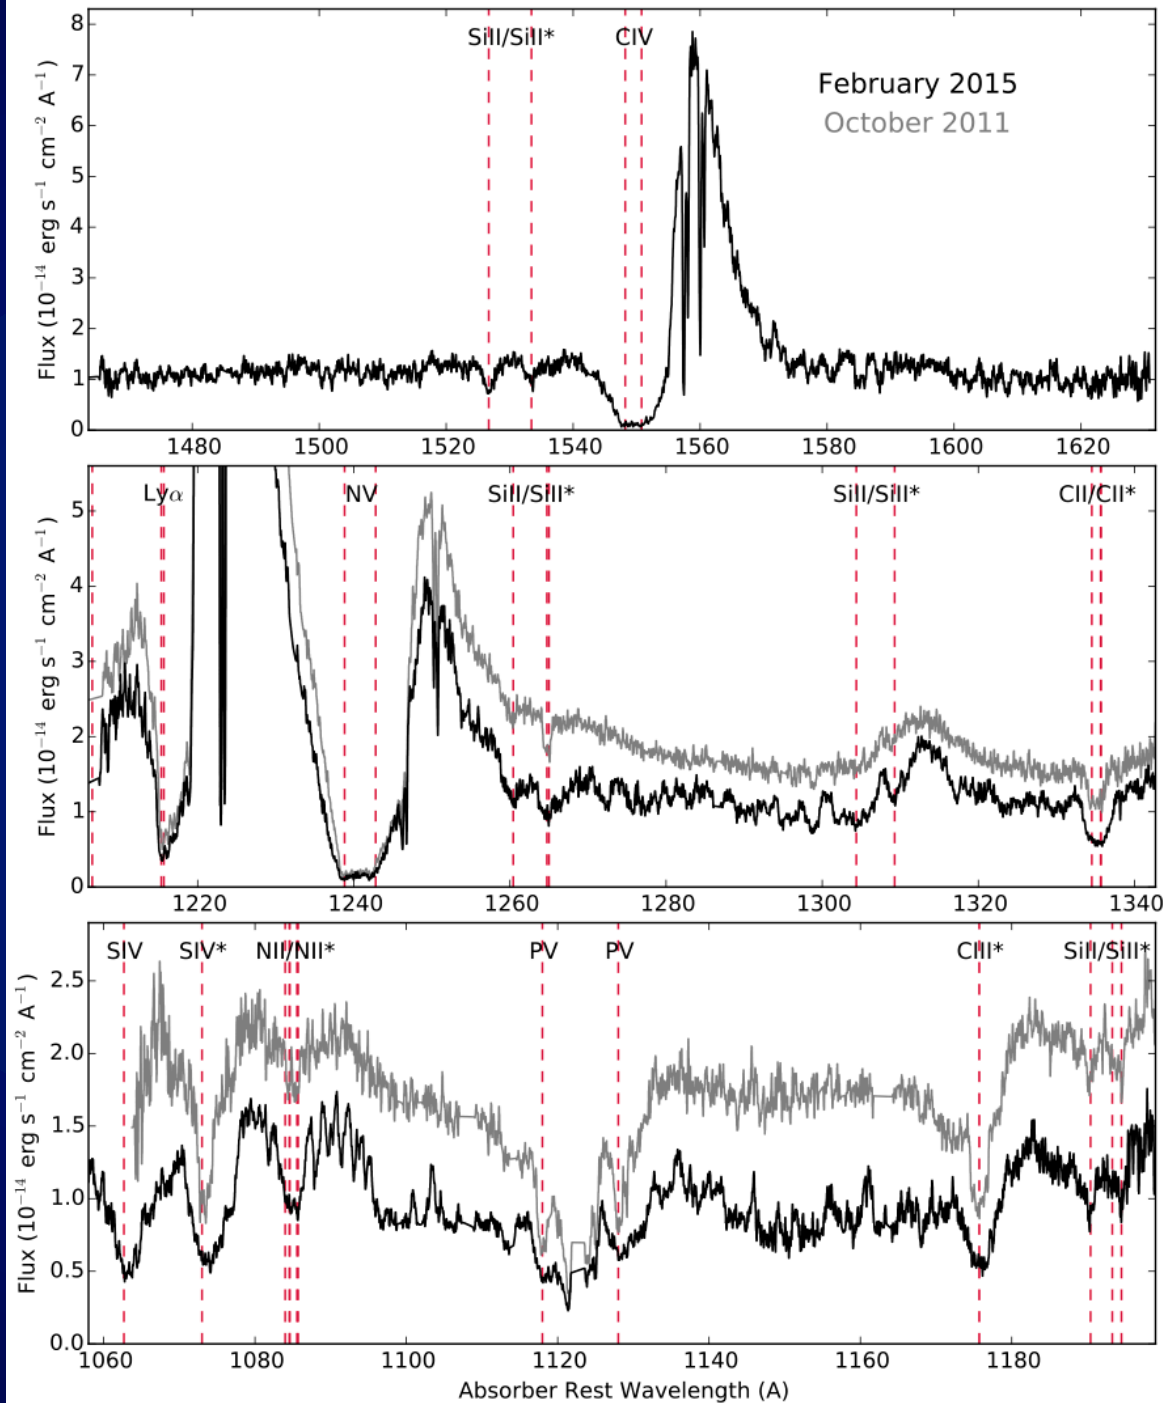 8
7
6
5
4
3
2
1
0
Flux (10⁻¹⁴ erg s⁻¹ cm⁻² A⁻¹)
SiII/SiII*
CIV
February 2015
October 2011
1480 1500 1520 1540 1560 1580 1600 1620
5
4
3
2
1
0
Flux (10⁻¹⁴ erg s⁻¹ cm⁻² A⁻¹)
Lyα
NV
SiII/SiII*
SiII/SiII*
CII/CII*
1220 1240 1260 1280 1300 1320 1340
2.5
2.0
1.5
1.0
0.5
0.0
Flux (10⁻¹⁴ erg s⁻¹ cm⁻² A⁻¹)
SIV
SIV*
NII/NII*
PV
PV
CIII*
SiII/SiII*
1060 1080 1100 1120 1140 1160 1180
Absorber Rest Wavelength (A)